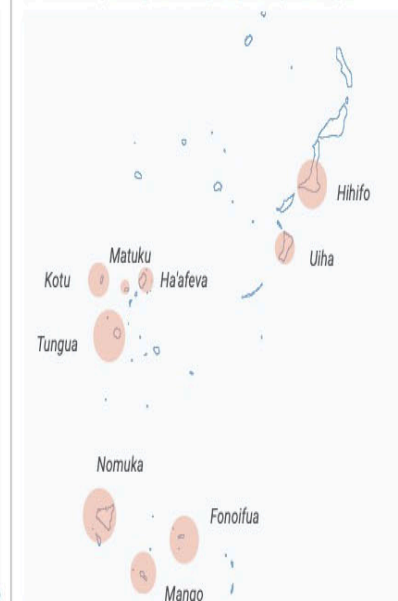 Hihifo
Uiha
Matuku
Kotu
Ha'afeva
Tungua
Nomuka
Fonoifua
Mango